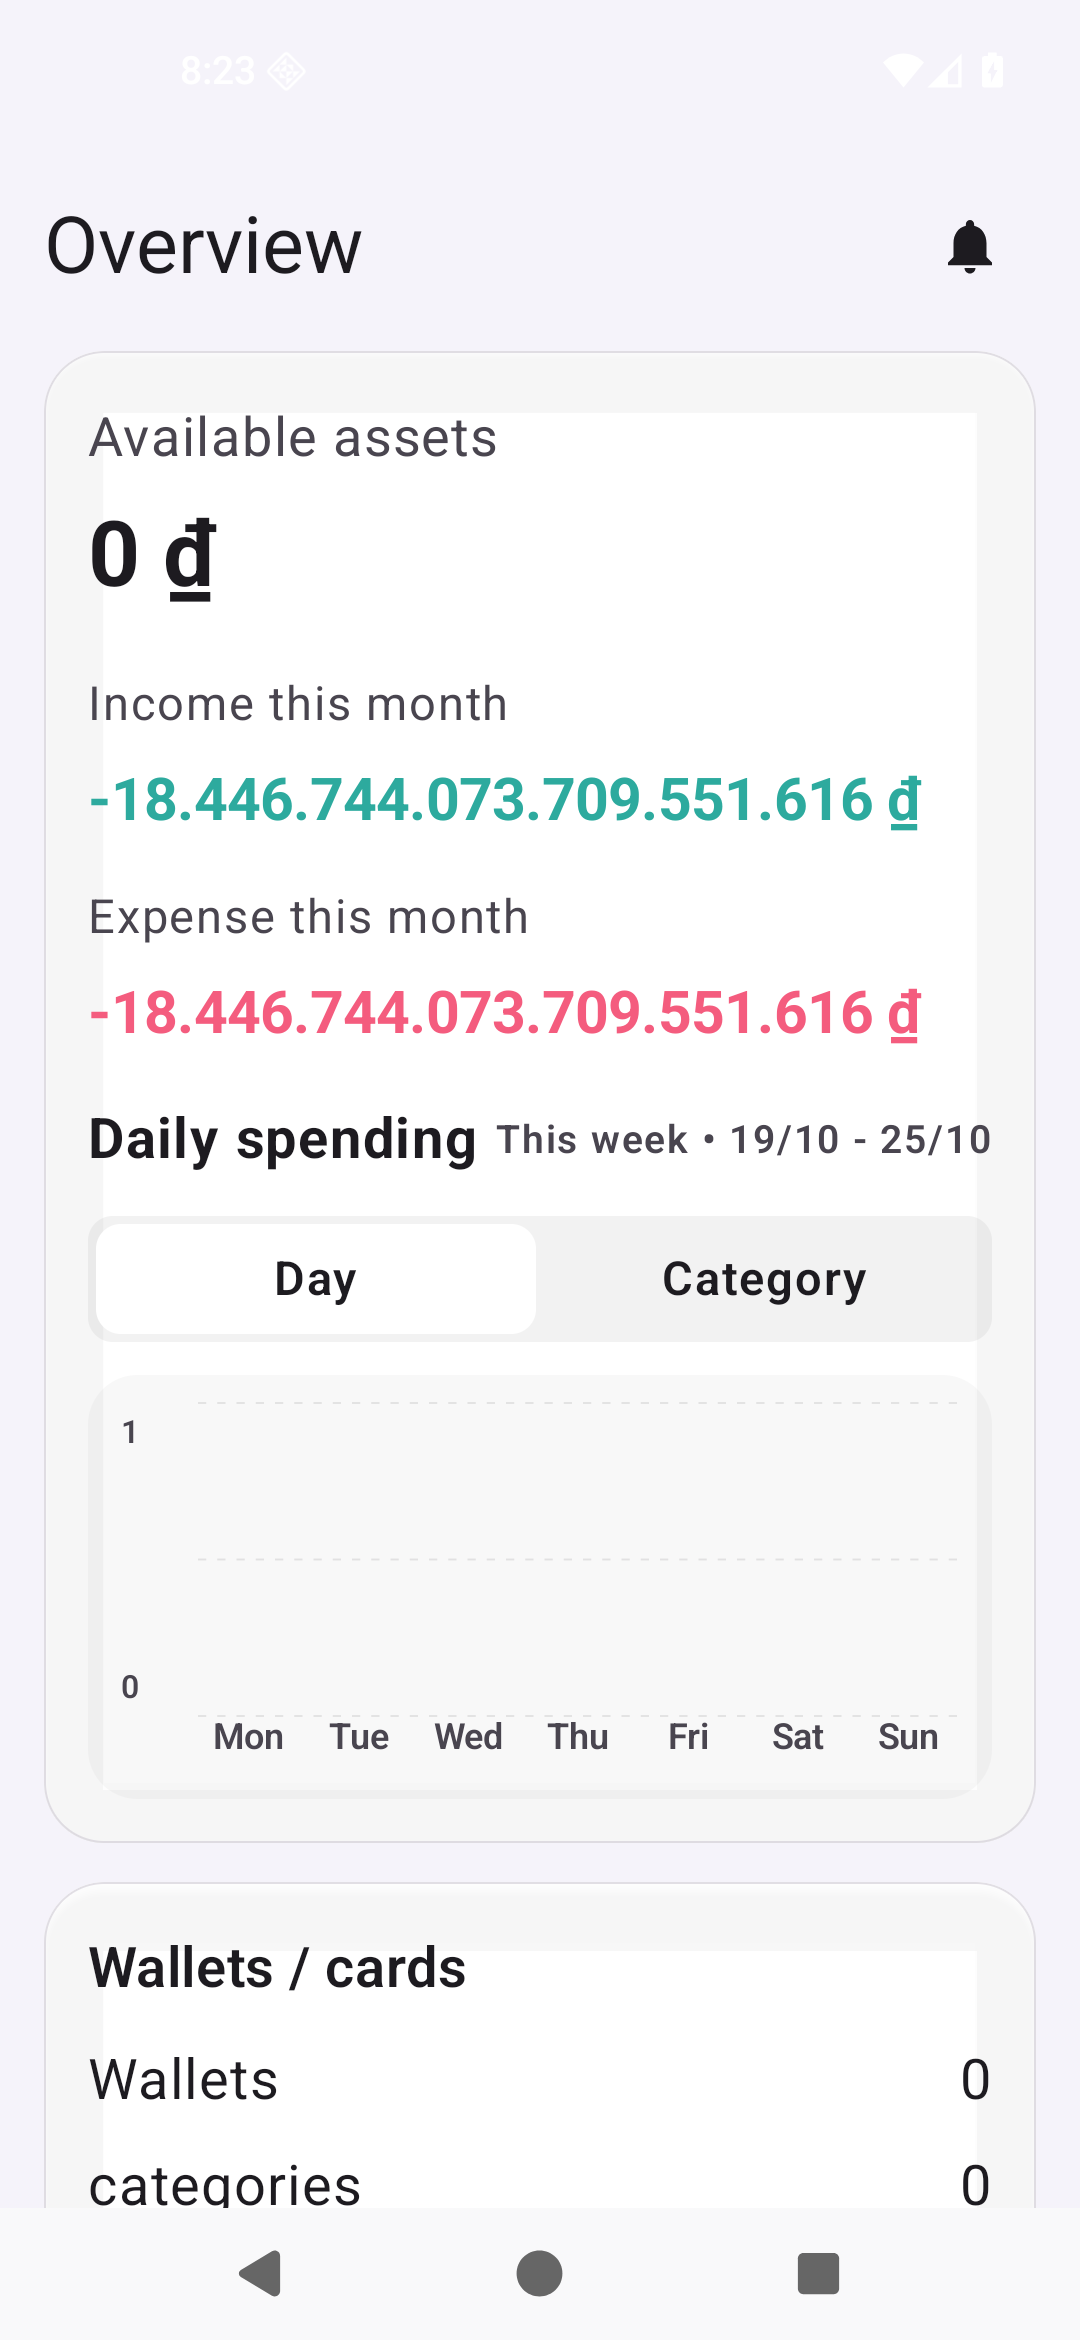 8:23
Overview
Available assets
0 ₫
Income this month
-18.446.744.073.709.551.616 ₫
Expense this month
-18.446.744.073.709.551.616 ₫
Daily spending This week • 19/10 - 25/10
Day Category
1
0
Mon Tue Wed Thu Fri Sat Sun
Wallets / cards
Wallets 0
categories 0